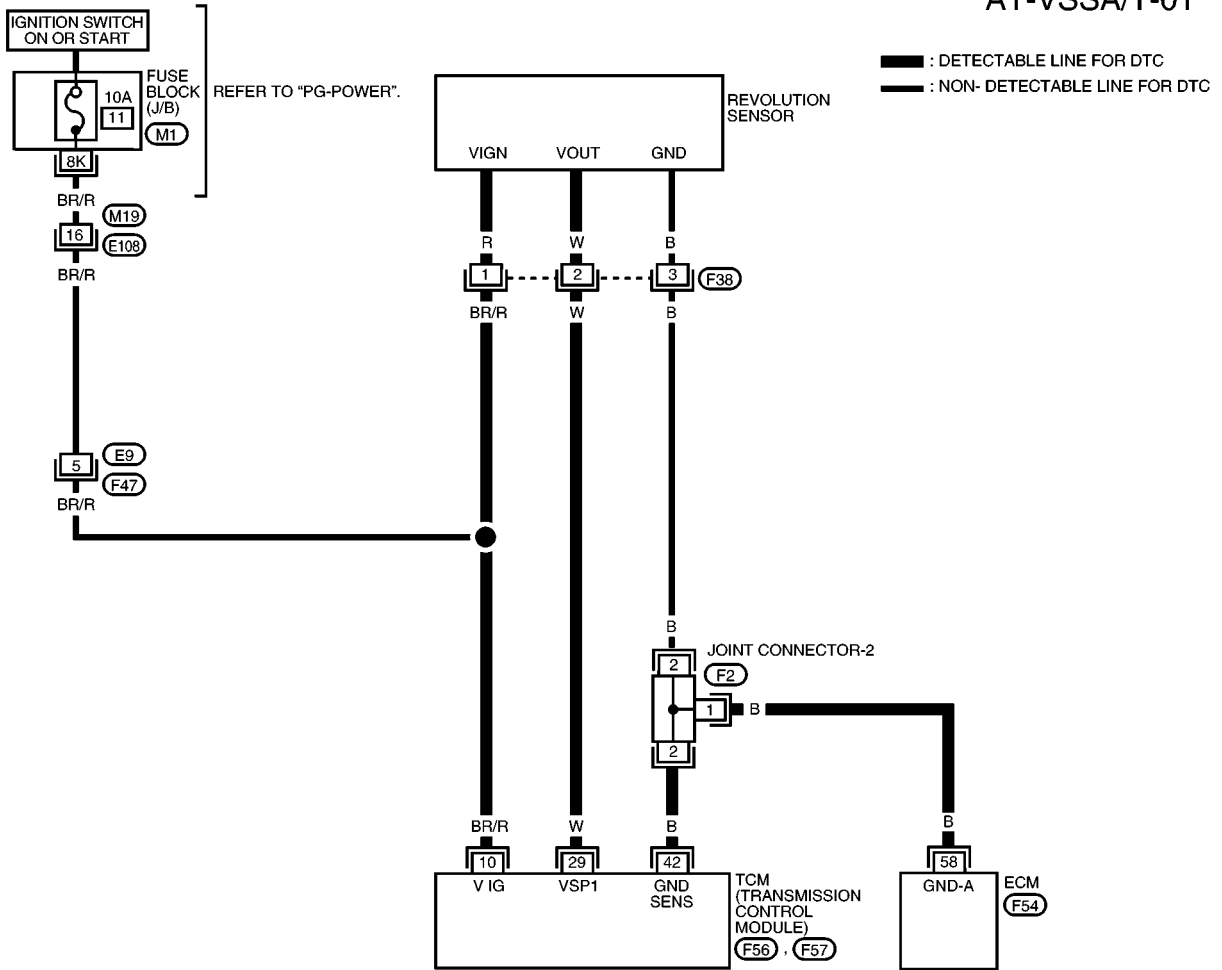 AT-VSSA/T-01
IGNITION SWITCH
ON OR START
FUSE
BLOCK
(J/B)
10A
11
M1
REFER TO “PG-POWER”.
: DETECTABLE LINE FOR DTC
: NON- DETECTABLE LINE FOR DTC
REVOLUTION
SENSOR
VIGN VOUT GND
8K
BR/R
M19
16
E108
BR/R
R W B
1 2 3 F38
BR/R W B
5
E9
F47
BR/R
B
JOINT CONNECTOR-2
2
F2
1 B
2
BR/R W B
B
10 29 42
58
V IG VSP1 GND
SENS
TCM
(TRANSMISSION
CONTROL
MODULE)
F56 , F57
GND-A
ECM
F54